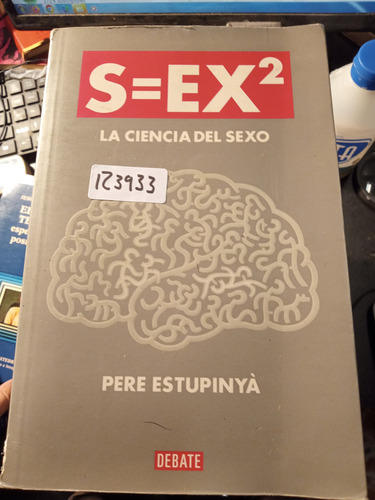 S=EX²
LA CIENCIA DEL SEXO
123933
PERE ESTUPINYÀ
DEBATE